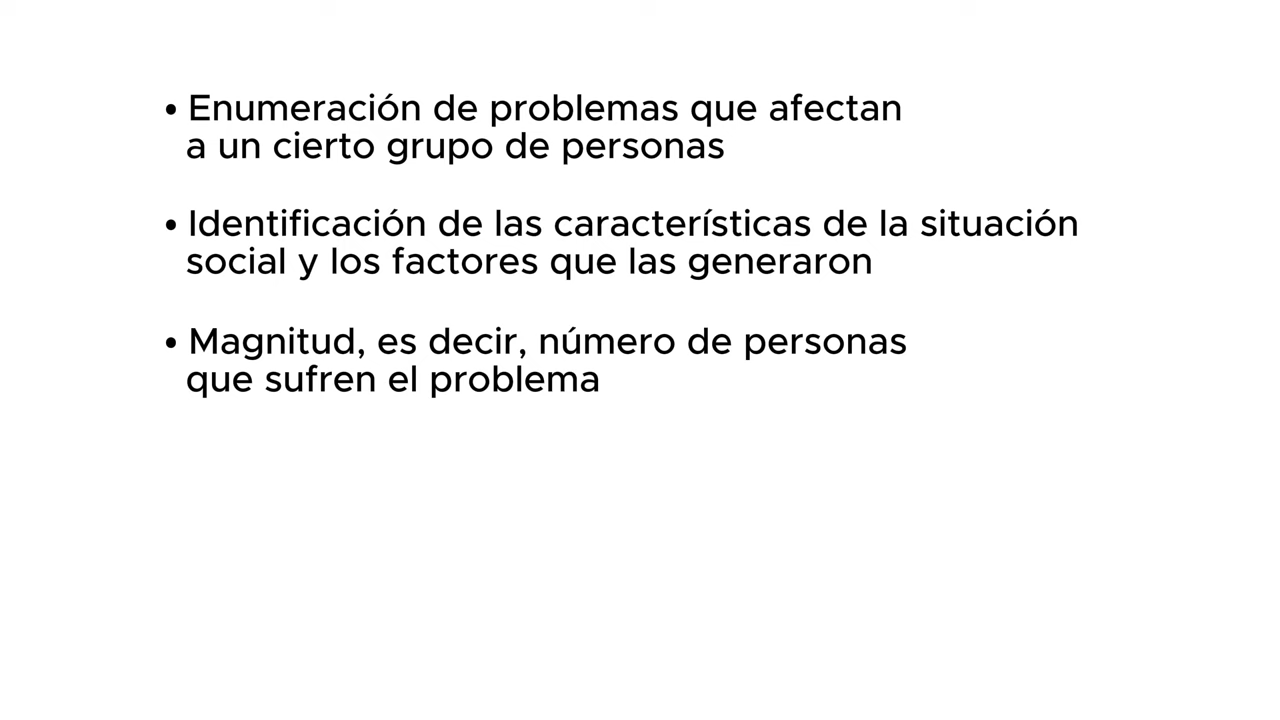 • Enumeración de problemas que afectan
a un cierto grupo de personas
• Identificación de las características de la situación
social y los factores que las generaron
• Magnitud, es decir, número de personas
que sufren el problema